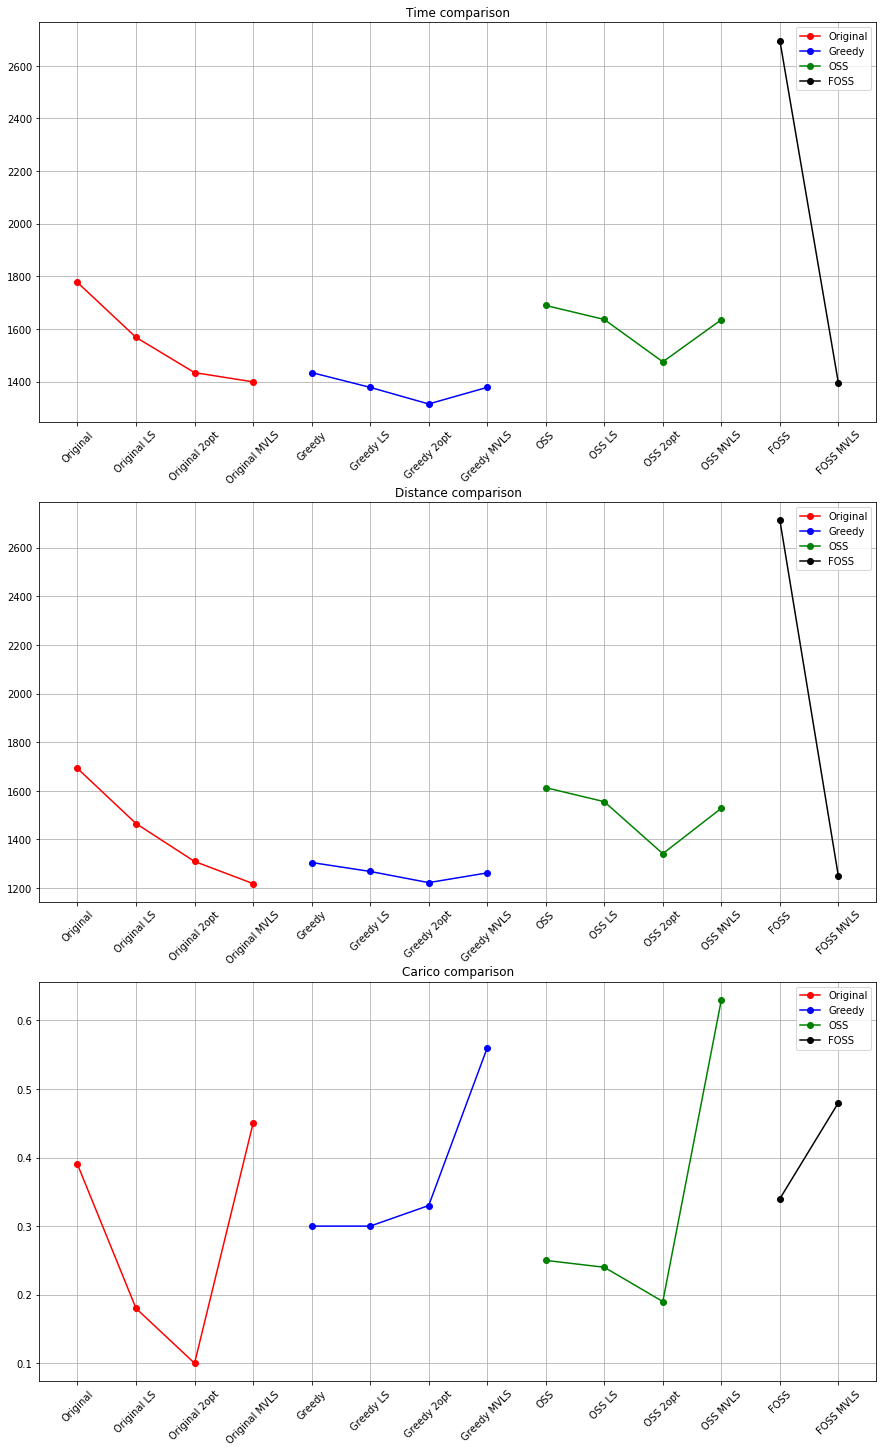 Time comparison
Original
Greedy
OSS
FOSS
2600
2400
2200
2000
1800
1600
1400
Original
Original LS
Original 2opt
Original MVLS
Greedy
Greedy LS
Greedy 2opt
Greedy MVLS
OSS
OSS LS
OSS 2opt
OSS MVLS
FOSS
FOSS MVLS
Distance comparison
Original
Greedy
OSS
FOSS
2600
2400
2200
2000
1800
1600
1400
1200
Original
Original LS
Original 2opt
Original MVLS
Greedy
Greedy LS
Greedy 2opt
Greedy MVLS
OSS
OSS LS
OSS 2opt
OSS MVLS
FOSS
FOSS MVLS
Carico comparison
Original
Greedy
OSS
FOSS
0.6
0.5
0.4
0.3
0.2
0.1
Original
Original LS
Original 2opt
Original MVLS
Greedy
Greedy LS
Greedy 2opt
Greedy MVLS
OSS
OSS LS
OSS 2opt
OSS MVLS
FOSS
FOSS MVLS